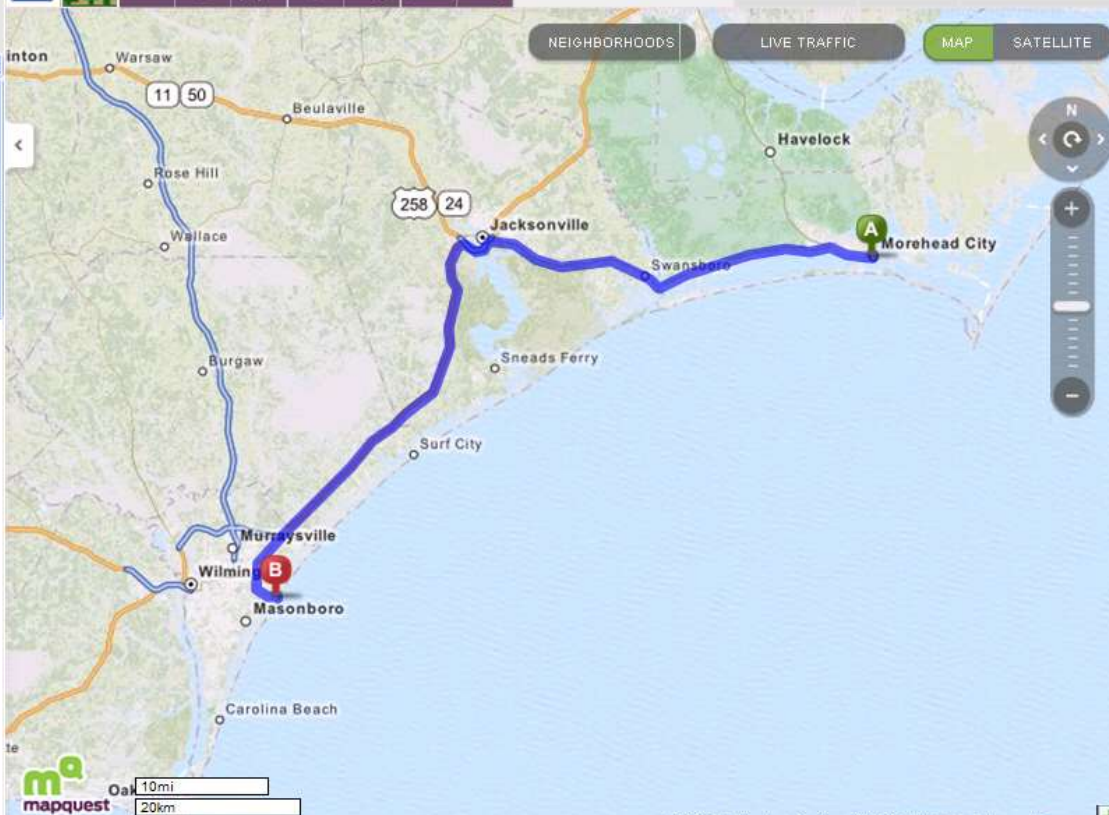 NEIGHBORHOODS
LIVE TRAFFIC
MAP
SATELLITE
inton
Warsaw
11
50
Beulaville
N
Havelock
Rose Hill
258
24
Jacksonville
A
Morehead City
Wallace
Swansboro
Burgaw
Sneads Ferry
Surf City
Murraysville
Wilming
B
Masonboro
Carolina Beach
te
mapquest
Oak
10mi
20km